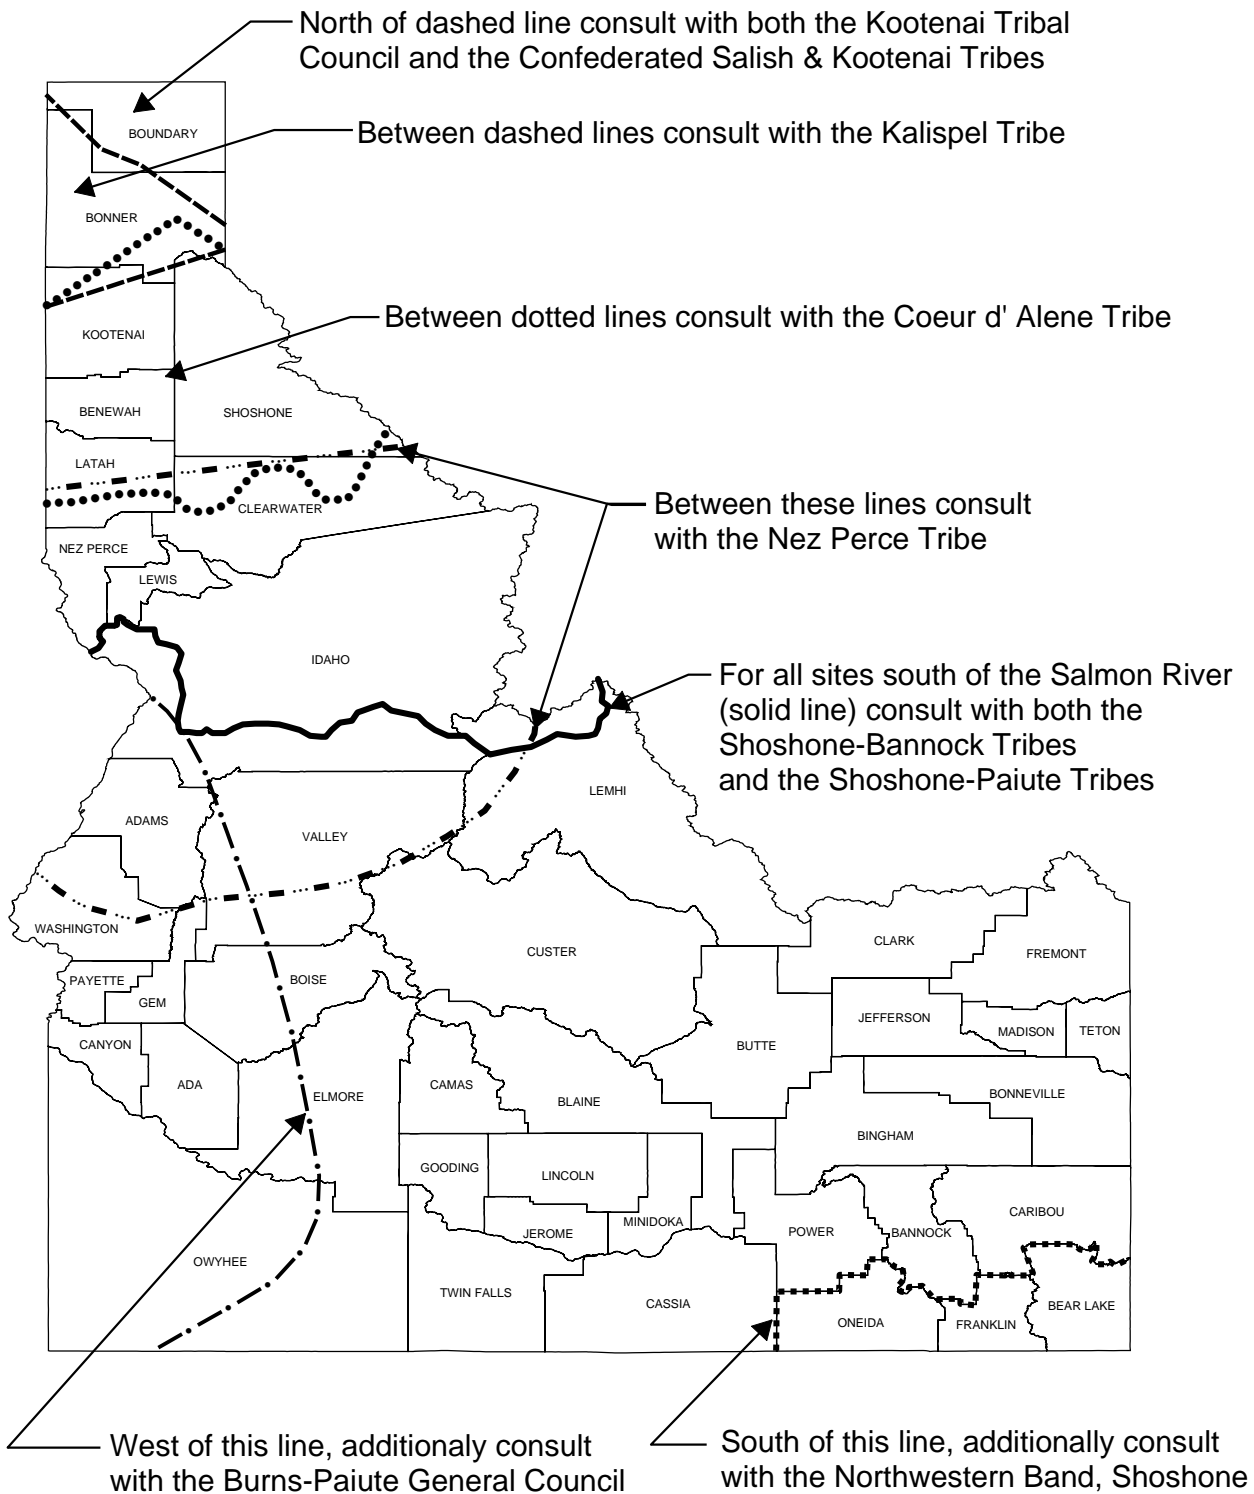 North of dashed line consult with both the Kootenai Tribal
Council and the Confederated Salish & Kootenai Tribes
BOUNDARY
Between dashed lines consult with the Kalispel Tribe
BONNER
Between dotted lines consult with the Coeur d' Alene Tribe
KOOTENAI
BENEWAH
SHOSHONE
LATAH
CLEARWATER
Between these lines consult
with the Nez Perce Tribe
NEZ PERCE
LEWIS
IDAHO
For all sites south of the Salmon River
(solid line) consult with both the
Shoshone-Bannock Tribes
and the Shoshone-Paiute Tribes
LEMHI
ADAMS
VALLEY
WASHINGTON
CUSTER
CLARK
FREMONT
PAYETTE
GEM
BOISE
JEFFERSON
MADISON
TETON
CANYON
BUTTE
ADA
ELMORE
CAMAS
BLAINE
BONNEVILLE
BINGHAM
GOODING
LINCOLN
JEROME
MINIDOKA
POWER
BANNOCK
CARIBOU
OWYHEE
TWIN FALLS
CASSIA
ONEIDA
FRANKLIN
BEAR LAKE
West of this line, additionaly consult
with the Burns-Paiute General Council
South of this line, additionally consult
with the Northwestern Band, Shoshone